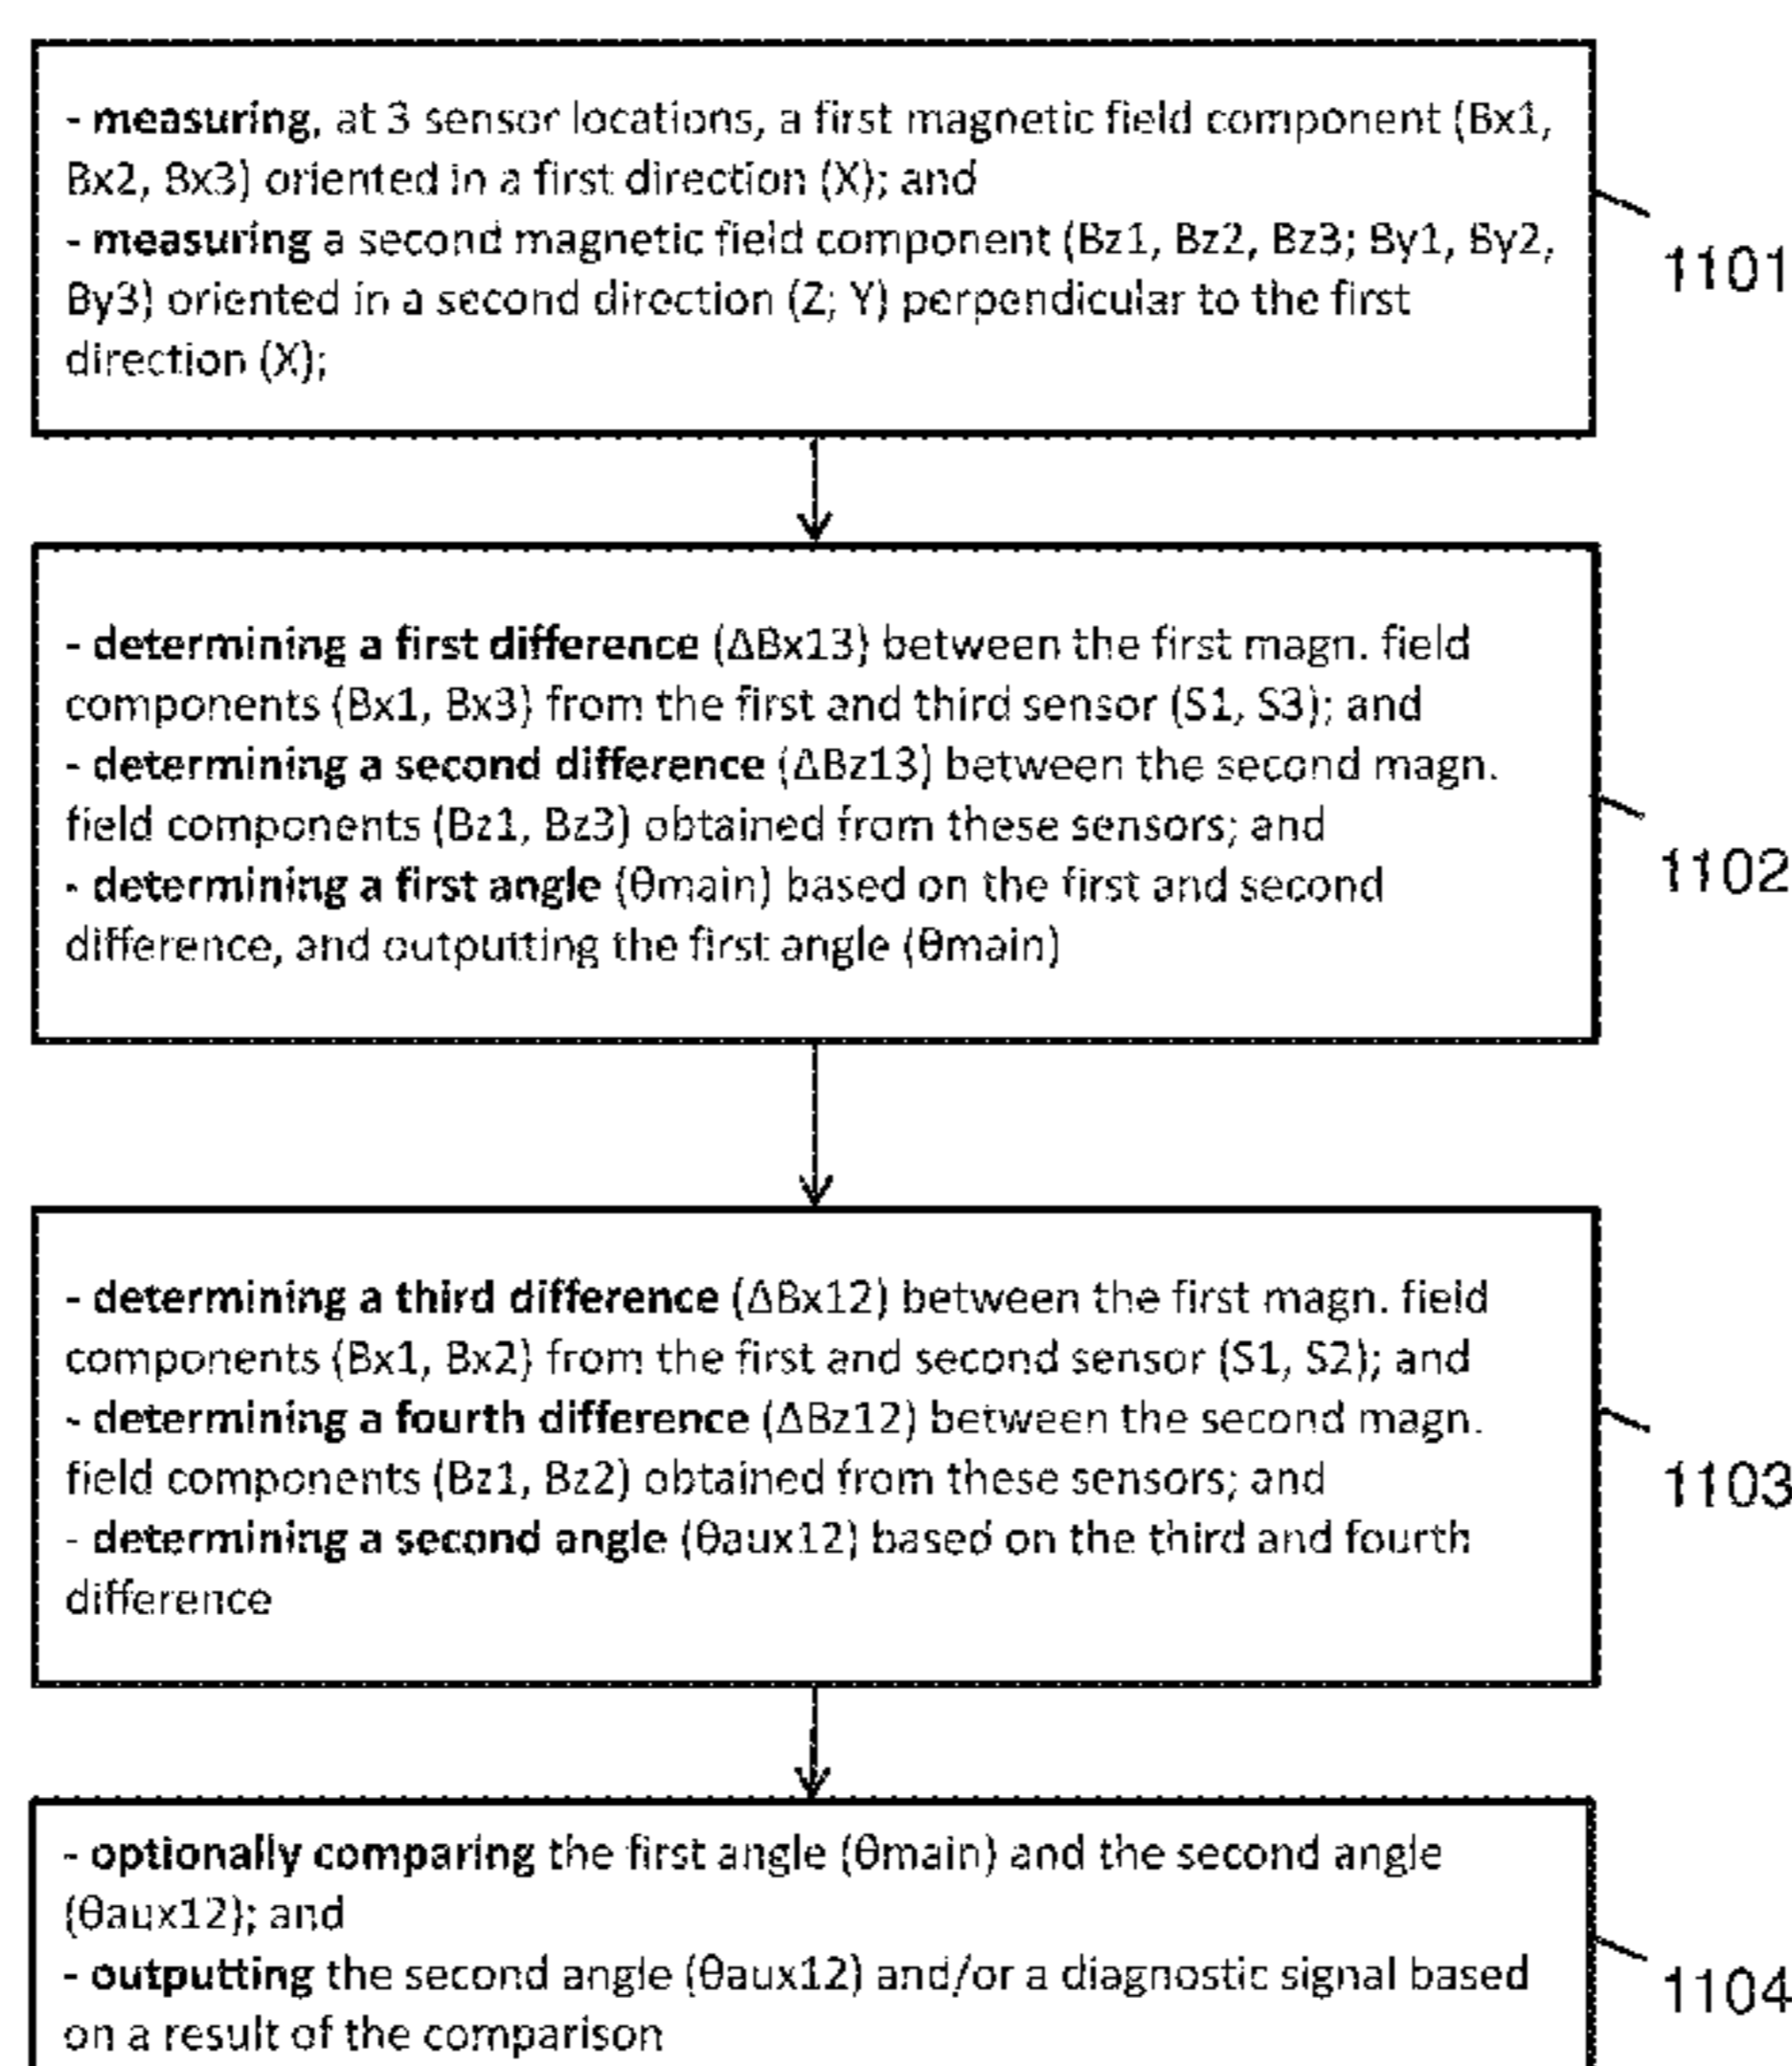 - measuring, at 3 sensor locations, a first magnetic field component (Bx1,
Bx2, Bx3) oriented in a first direction (X); and
- measuring a second magnetic field component (Bz1, Bz2, Bz3; By1, By2,
By3) oriented in a second direction (Z; Y) perpendicular to the first
direction (X);
1101
- determining a first difference (ΔBx13) between the first magn. field
components (Bx1, Bx3) from the first and third sensor (S1, S3); and
- determining a second difference (ΔBz13) between the second magn.
field components (Bz1, Bz3) obtained from these sensors; and
- determining a first angle (θmain) based on the first and second
difference, and outputting the first angle (θmain)
1102
- determining a third difference (ΔBx12) between the first magn. field
components (Bx1, Bx2) from the first and second sensor (S1, S2); and
- determining a fourth difference (ΔBz12) between the second magn.
field components (Bz1, Bz2) obtained from these sensors; and
- determining a second angle (θaux12) based on the third and fourth
difference
1103
- optionally comparing the first angle (θmain) and the second angle
(θaux12); and
- outputting the second angle (θaux12) and/or a diagnostic signal based
on a result of the comparison
1104